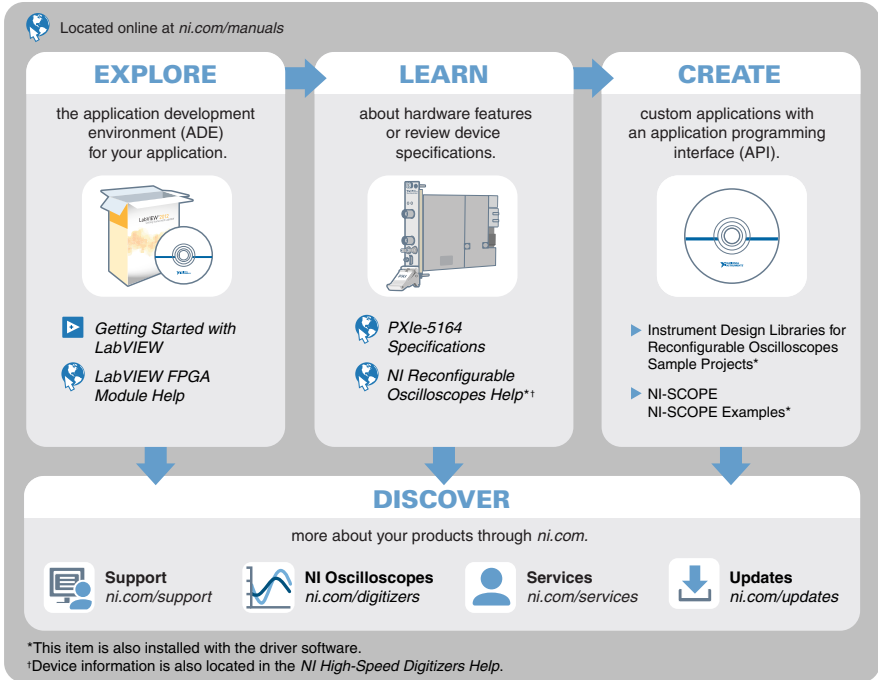 Located online at ni.com/manuals
EXPLORE
the application development
environment (ADE)
for your application.
LabVIEW
Getting Started with
LabVIEW
LabVIEW FPGA
Module Help
LEARN
about hardware features
or review device
specifications.
PXIe-5164
Specifications
NI Reconfigurable
Oscilloscopes Help*†
CREATE
custom applications with
an application programming
interface (API).
Instrument Design Libraries for
Reconfigurable Oscilloscopes
Sample Projects*
NI-SCOPE
NI-SCOPE Examples*
DISCOVER
more about your products through ni.com.
Support
ni.com/support
NI Oscilloscopes
ni.com/digitizers
Services
ni.com/services
Updates
ni.com/updates
*This item is also installed with the driver software.
†Device information is also located in the NI High-Speed Digitizers Help.